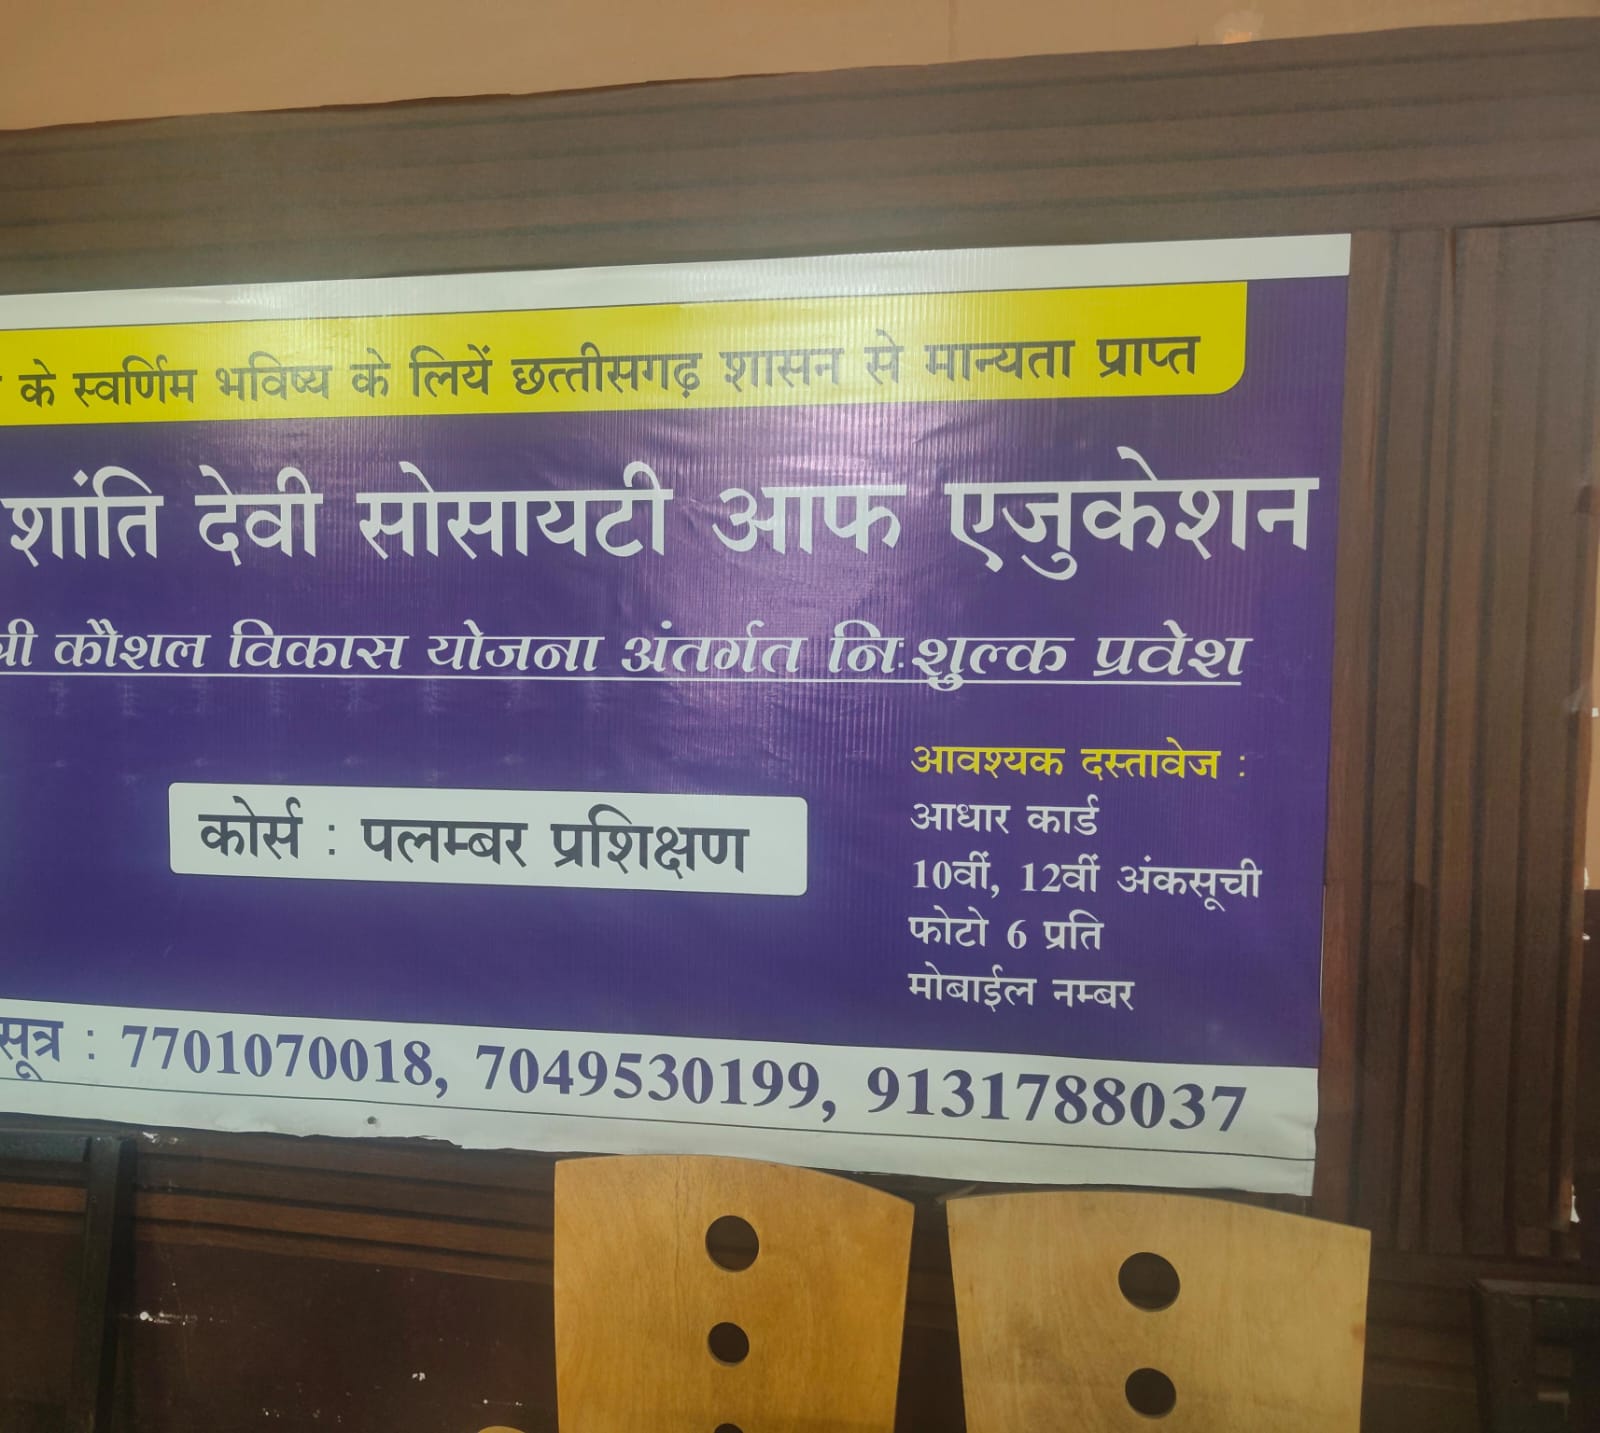 के स्वर्णिम भविष्य के लियें छत्तीसगढ़ शासन से मान्यता प्राप्त
शांति देवी सोसायटी आफ एजुकेशन
कौशल विकास योजना अंतर्गत निःशुल्क प्रवेश
कोर्स : पलम्बर प्रशिक्षण
आवश्यक दस्तावेज :
आधार कार्ड
10वीं, 12वीं अंकसूची
फोटो 6 प्रति
मोबाईल नम्बर
सूत्र : 7701070018, 7049530199, 9131788037